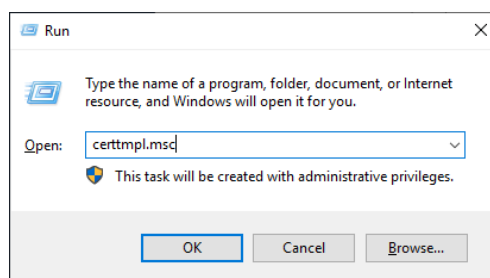 Run
Type the name of a program, folder, document, or Internet
resource, and Windows will open it for you.
Open: certtmpl.msc
This task will be created with administrative privileges.
OK Cancel Browse...